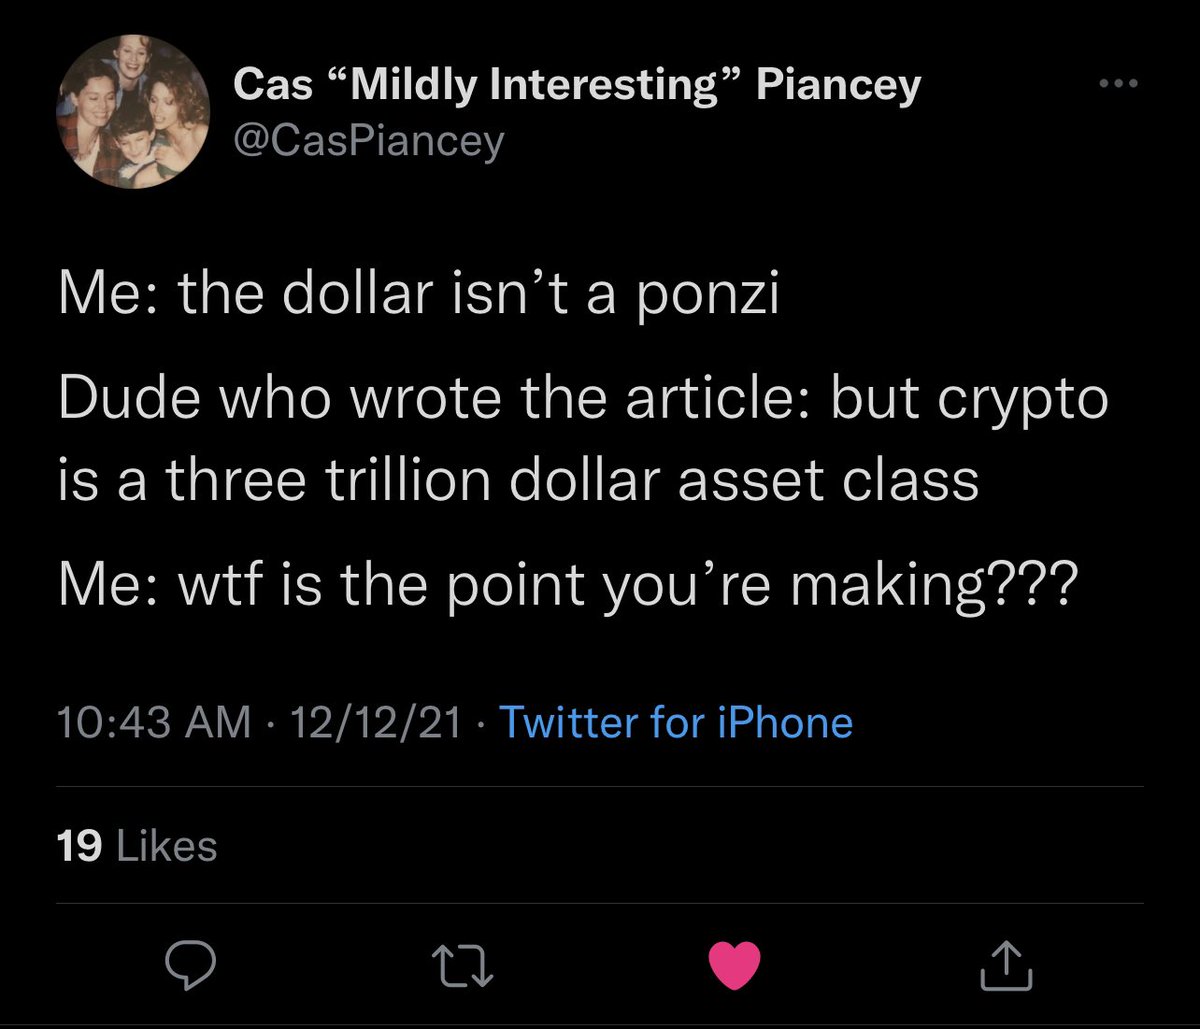 Cas “Mildly Interesting” Piancey
@CasPiancey
Me: the dollar isn’t a ponzi
Dude who wrote the article: but crypto
is a three trillion dollar asset class
Me: wtf is the point you’re making???
10:43 AM · 12/12/21 · Twitter for iPhone
19 Likes